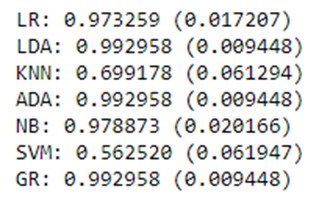 LR: 0.973259 (0.017207)
LDA: 0.992958 (0.009448)
KNN: 0.699178 (0.061294)
ADA: 0.992958 (0.009448)
NB: 0.978873 (0.020166)
SVM: 0.562520 (0.061947)
GR: 0.992958 (0.009448)